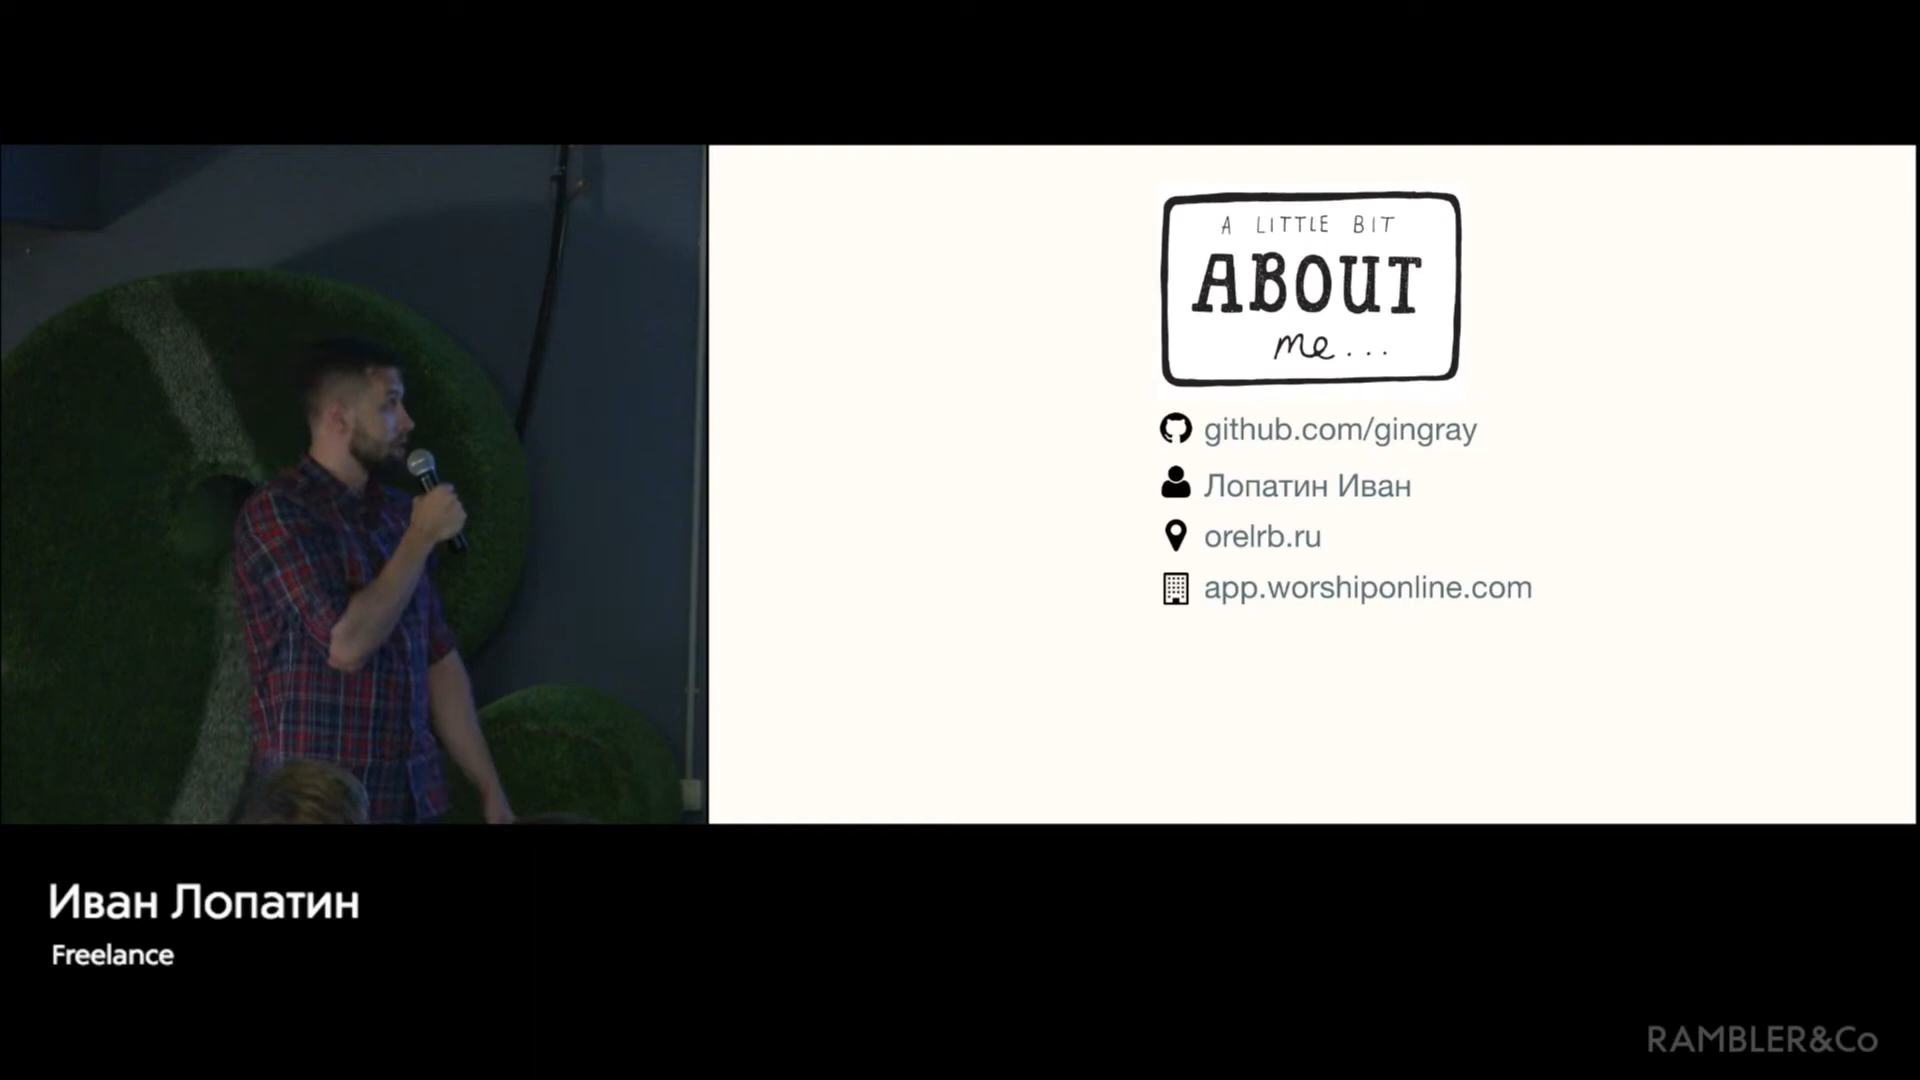 A LITTLE BIT
ABOUT
me...
github.com/gingray
Лопатин Иван
orelrb.ru
app.worshiponline.com
Иван Лопатин
Freelance
RAMBLER&Co